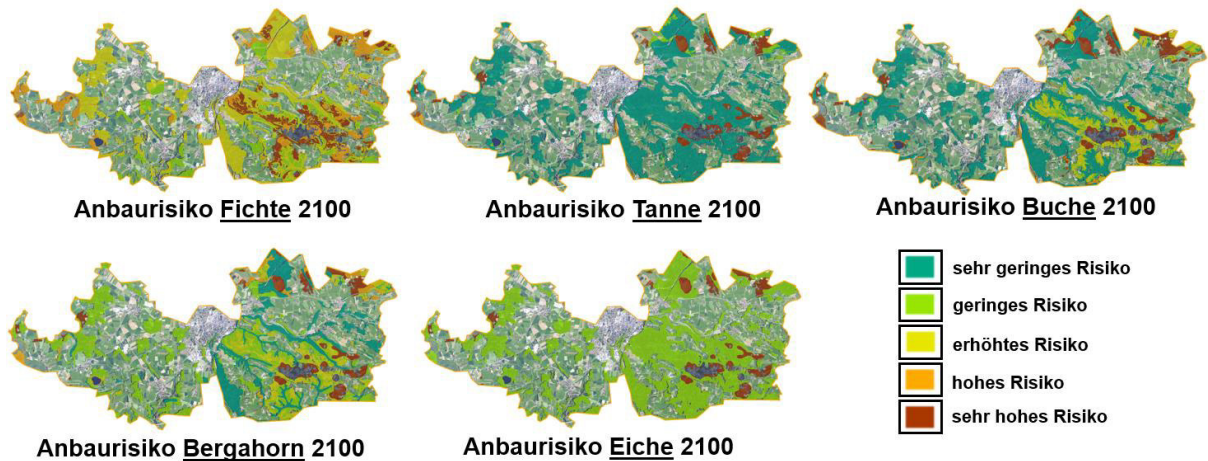 Anbaurisiko Fichte 2100
Anbaurisiko Tanne 2100
Anbaurisiko Buche 2100
sehr geringes Risiko
geringes Risiko
erhöhtes Risiko
hohes Risiko
sehr hohes Risiko
Anbaurisiko Bergahorn 2100
Anbaurisiko Eiche 2100